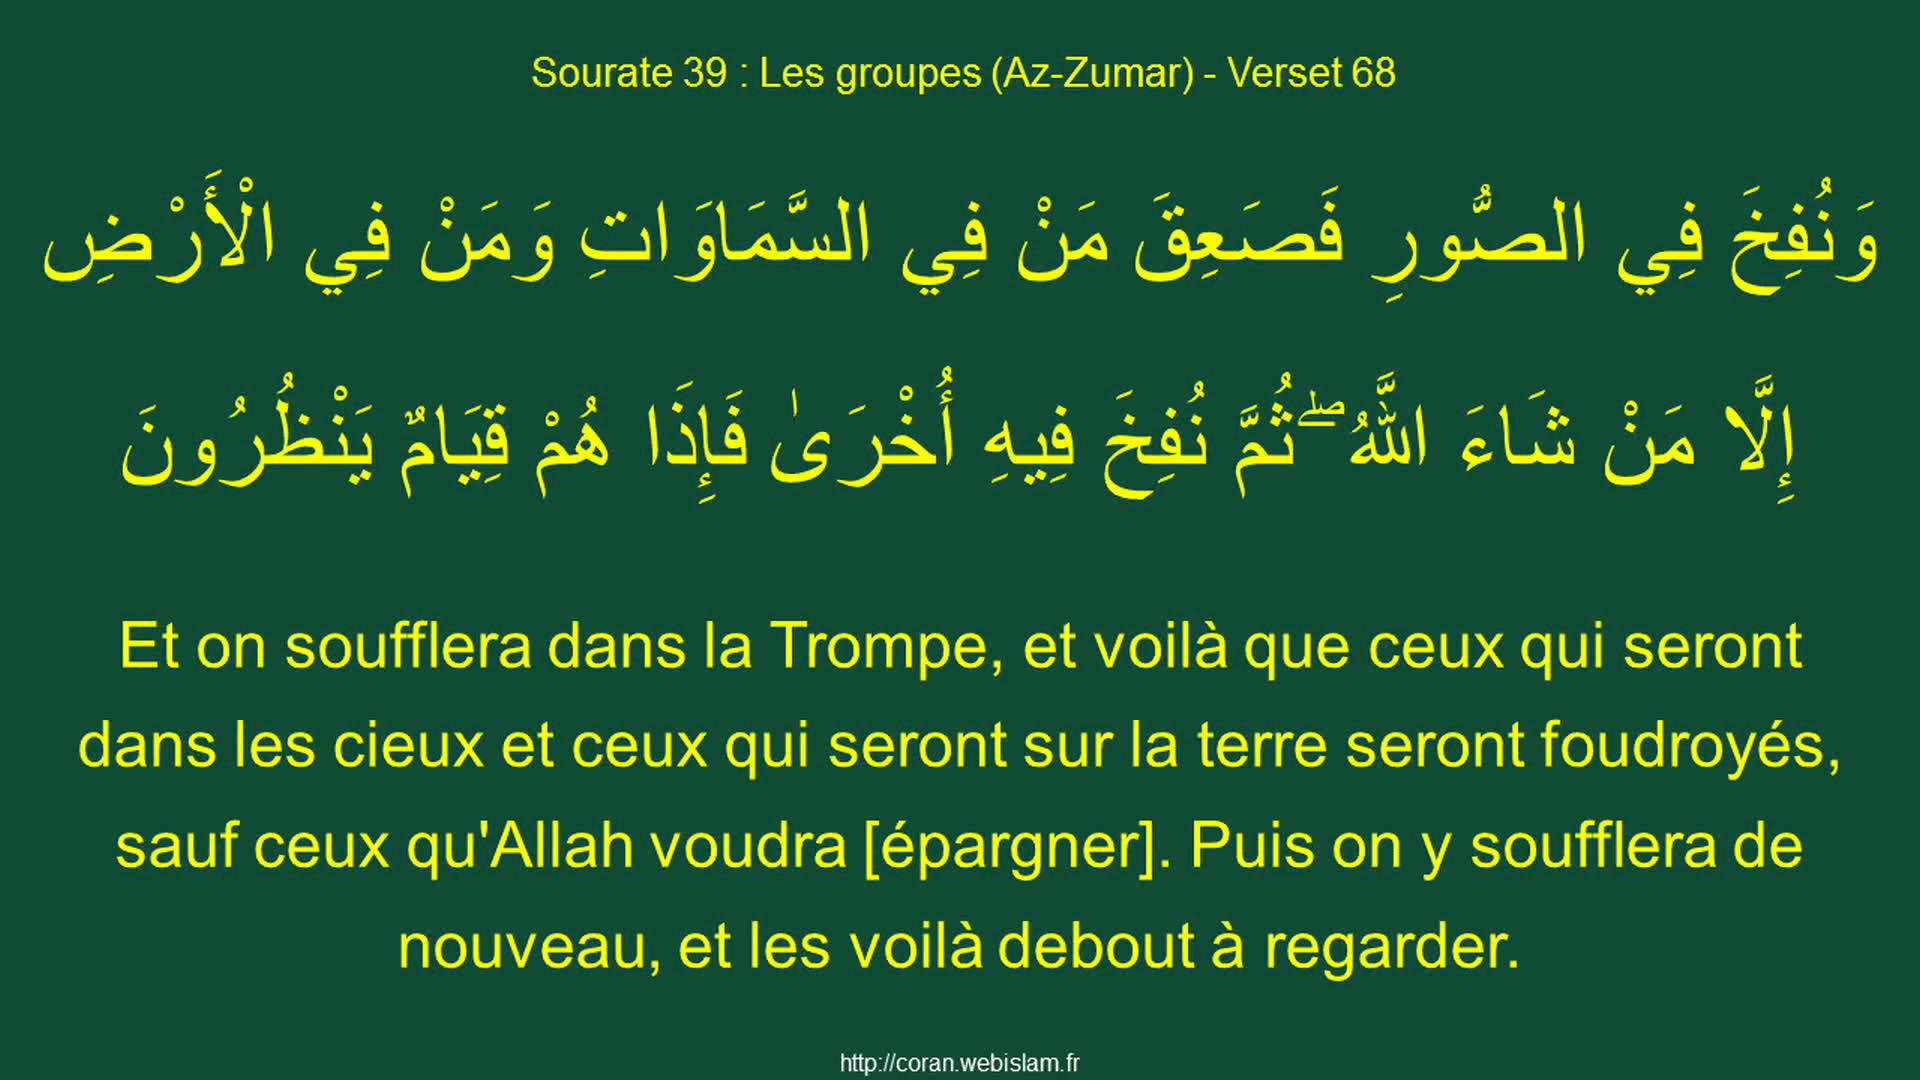 Sourate 39 : Les groupes (Az-Zumar) - Verset 68
وَنُفِخَ فِي الصُّورِ فَصَعِقَ مَنْ فِي السَّمَاوَاتِ وَمَنْ فِي الْأَرْضِ
إِلَّا مَنْ شَاءَ اللَّهُ ۖ ثُمَّ نُفِخَ فِيهِ أُخْرَىٰ فَإِذَا هُمْ قِيَامٌ يَنْظُرُونَ
Et on soufflera dans la Trompe, et voilà que ceux qui seront
dans les cieux et ceux qui seront sur la terre seront foudroyés,
sauf ceux qu'Allah voudra [épargner]. Puis on y soufflera de
nouveau, et les voilà debout à regarder.
http://coran.webislam.fr